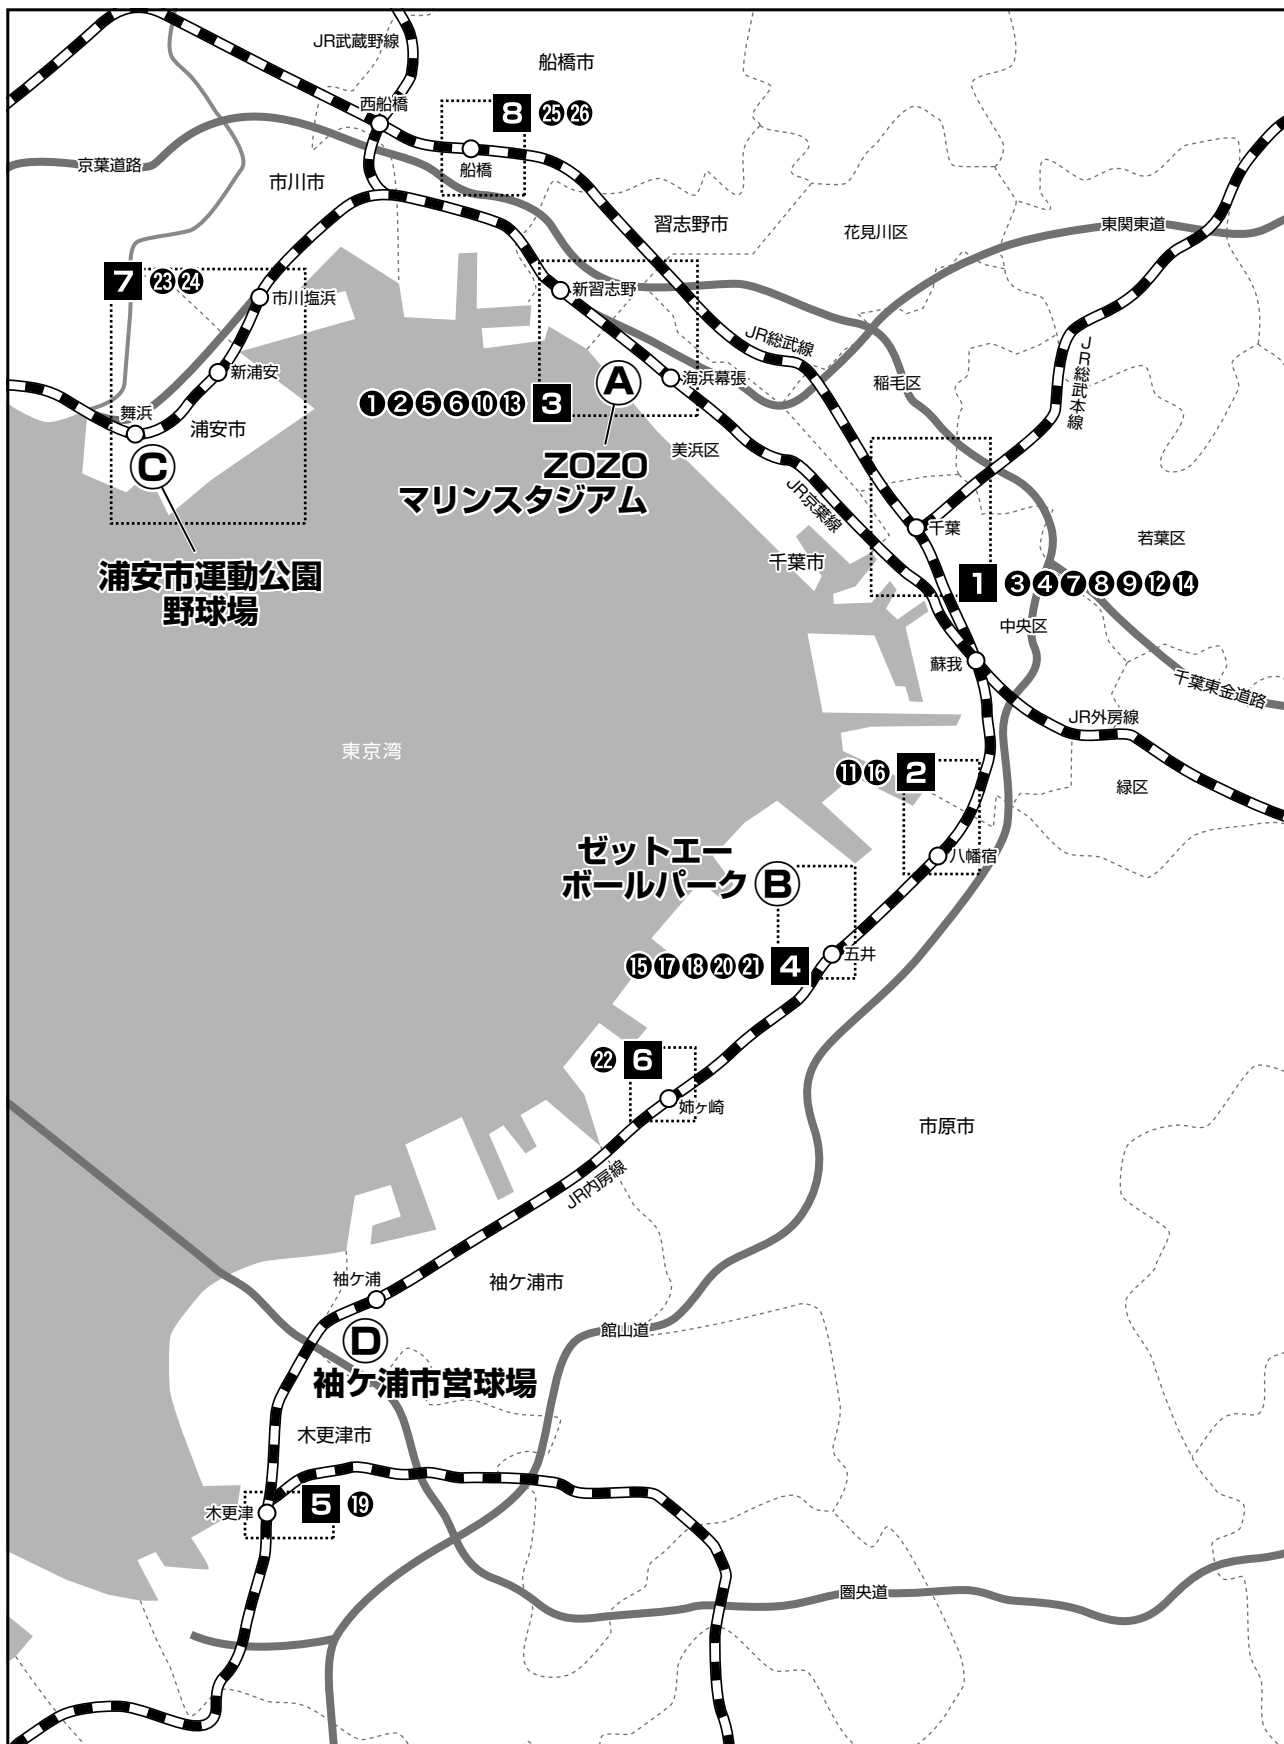 JR武蔵野線
船橋市
西船橋
8 ㉕㉖
京葉道路
船橋
市川市
習志野市
花見川区
東関東道
7 ㉓㉔
市川塩浜
新習志野
JR総武線
JR総武本線
新浦安
A
海浜幕張
稲毛区
❶❷❺❻❿⓭ 3
舞浜
浦安市
美浜区
C
ZOZO
マリンスタジアム
JR京葉線
千葉
若葉区
千葉市
浦安市運動公園
野球場
1 ❸❹❼❽❾⓬⓮
中央区
蘇我
千葉東金道路
JR外房線
東京湾
⓫⓰ 2
緑区
八幡宿
ゼットエー
ボールパーク
B
五井
⓯⓱⓲⓴㉑ 4
㉒ 6
姉ヶ崎
市原市
JR内房線
袖ケ浦
袖ケ浦市
館山道
D
袖ケ浦市営球場
木更津市
木更津
5 ⓳
圏央道